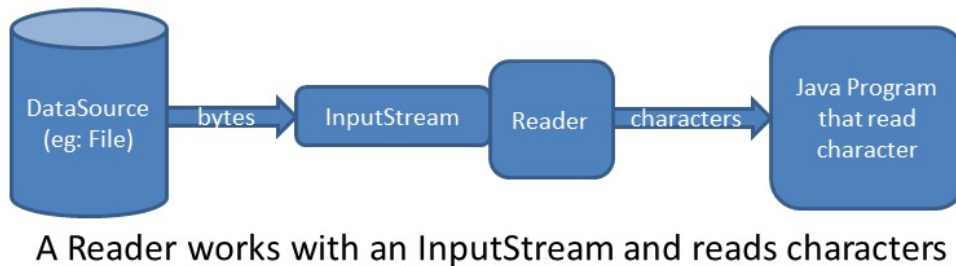 DataSource
(eg: File)
bytes
InputStream
Reader
characters
Java Program
that read
character
A Reader works with an InputStream and reads characters